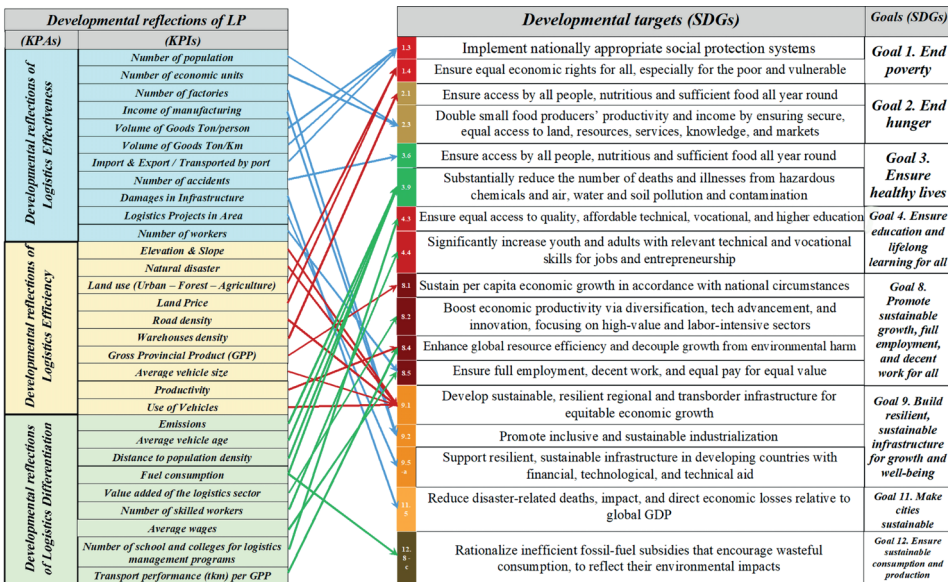 Developmental reflections of LP
(KPAs)
(KPIs)
Developmental reflections of
Logistics Effectiveness
Number of population
Number of economic units
Number of factories
Income of manufacturing
Volume of Goods Ton/person
Volume of Goods Ton/Km
Import & Export / Transported by port
Number of accidents
Damages in Infrastructure
Logistics Projects in Area
Number of workers
Developmental reflections of
Logistics Efficiency
Elevation & Slope
Natural disaster
Land use (Urban – Forest – Agriculture)
Land Price
Road density
Warehouses density
Gross Provincial Product (GPP)
Average vehicle size
Productivity
Use of Vehicles
Developmental reflections
of Logistics Differentiation
Emissions
Average vehicle age
Distance to population density
Fuel consumption
Value added of the logistics sector
Number of skilled workers
Average wages
Number of school and colleges for logistics
management programs
Transport performance (tkm) per GPP
Developmental targets (SDGs)
Goals (SDGs)
1.3
Implement nationally appropriate social protection systems
1.4
Ensure equal economic rights for all, especially for the poor and vulnerable
Goal 1. End
poverty
2.1
Ensure access by all people, nutritious and sufficient food all year round
2.3
Double small food producers' productivity and income by ensuring secure,
equal access to land, resources, services, knowledge, and markets
Goal 2. End
hunger
3.6
Ensure access by all people, nutritious and sufficient food all year round
3.9
Substantially reduce the number of deaths and illnesses from hazardous
chemicals and air, water and soil pollution and contamination
Goal 3.
Ensure
healthy lives
4.3
Ensure equal access to quality, affordable technical, vocational, and higher education
4.4
Significantly increase youth and adults with relevant technical and vocational
skills for jobs and entrepreneurship
Goal 4. Ensure
education and
lifelong
learning for all
8.1
Sustain per capita economic growth in accordance with national circumstances
8.2
Boost economic productivity via diversification, tech advancement, and
innovation, focusing on high-value and labor-intensive sectors
8.4
Enhance global resource efficiency and decouple growth from environmental harm
8.5
Ensure full employment, decent work, and equal pay for equal value
Goal 8.
Promote
sustainable
growth, full
employment,
and decent
work for all
9.1
Develop sustainable, resilient regional and transborder infrastructure for
equitable economic growth
9.2
Promote inclusive and sustainable industrialization
9.5
Support resilient, sustainable infrastructure in developing countries with
financial, technological, and technical aid
Goal 9. Build
resilient,
sustainable
infrastructure
for growth and
well-being
11.
5
Reduce disaster-related deaths, impact, and direct economic losses relative to
global GDP
Goal 11. Make
cities
sustainable
12.
8 -
c
Rationalize inefficient fossil-fuel subsidies that encourage wasteful
consumption, to reflect their environmental impacts
Goal 12. Ensure
sustainable
consumption and
production